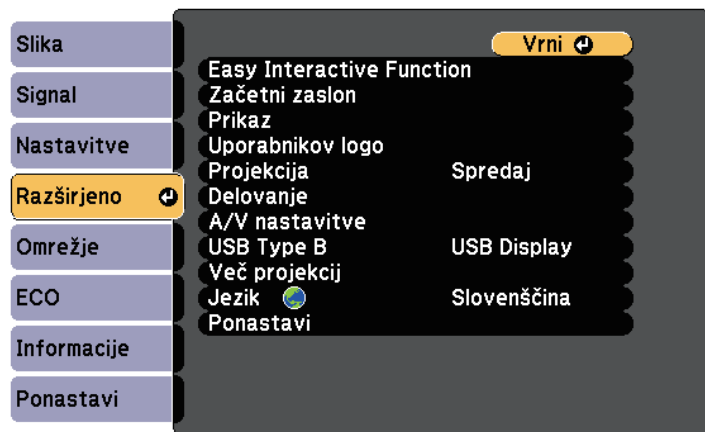 Slika
Signal
Nastavitve
Razširjeno
Omrežje
ECO
Informacije
Ponastavi
Vrni
Easy Interactive Function
Začetni zaslon
Prikaz
Uporabnikov logo
Projekcija Spredaj
Delovanje
A/V nastavitve
USB Type B USB Display
Več projekcij
Jezik Slovenščina
Ponastavi